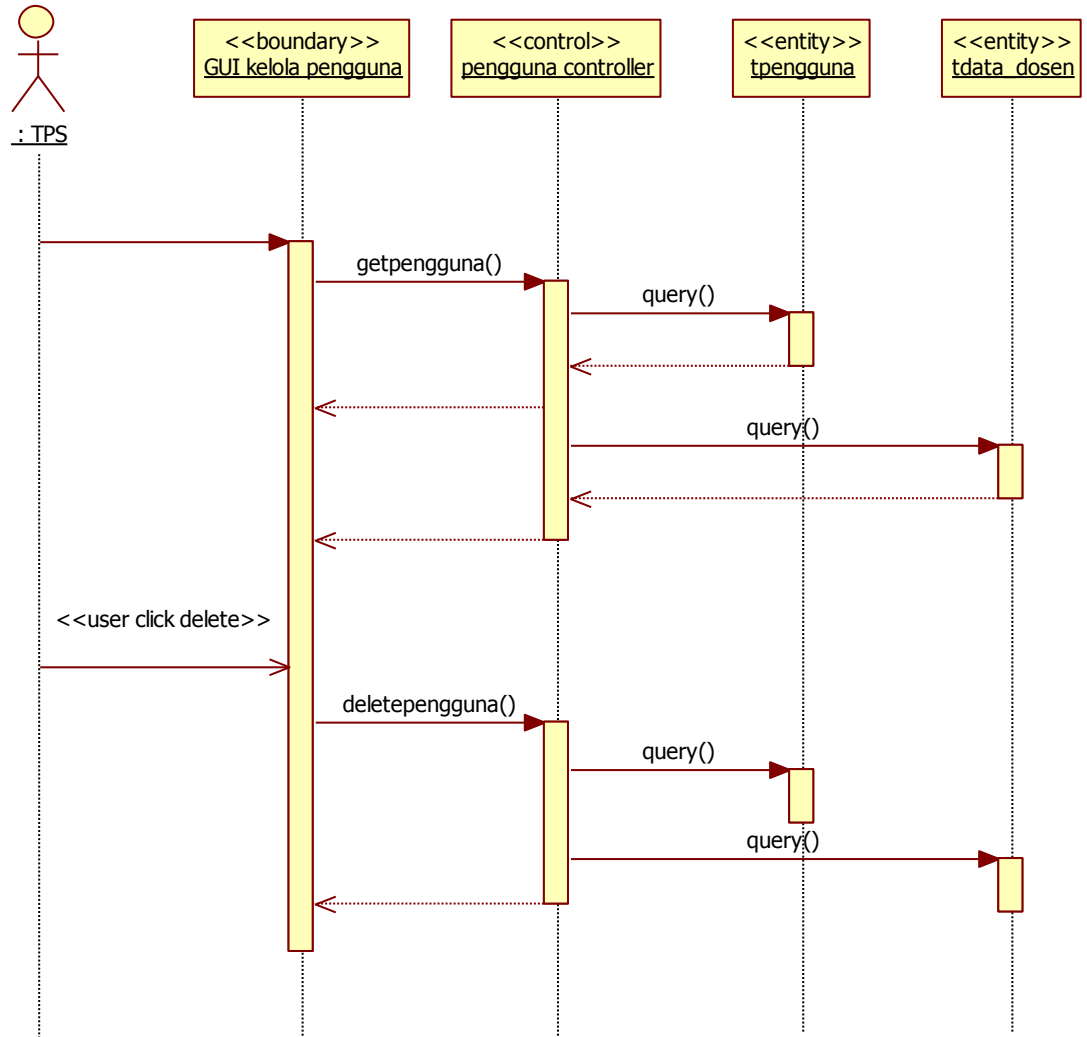 <<boundary>>
GUI kelola pengguna
<<control>>
pengguna controller
<<entity>>
tpengguna
<<entity>>
tdata_dosen
: TPS
getpengguna()
query()
query()
<<user click delete>>
deletepengguna()
query()
query()